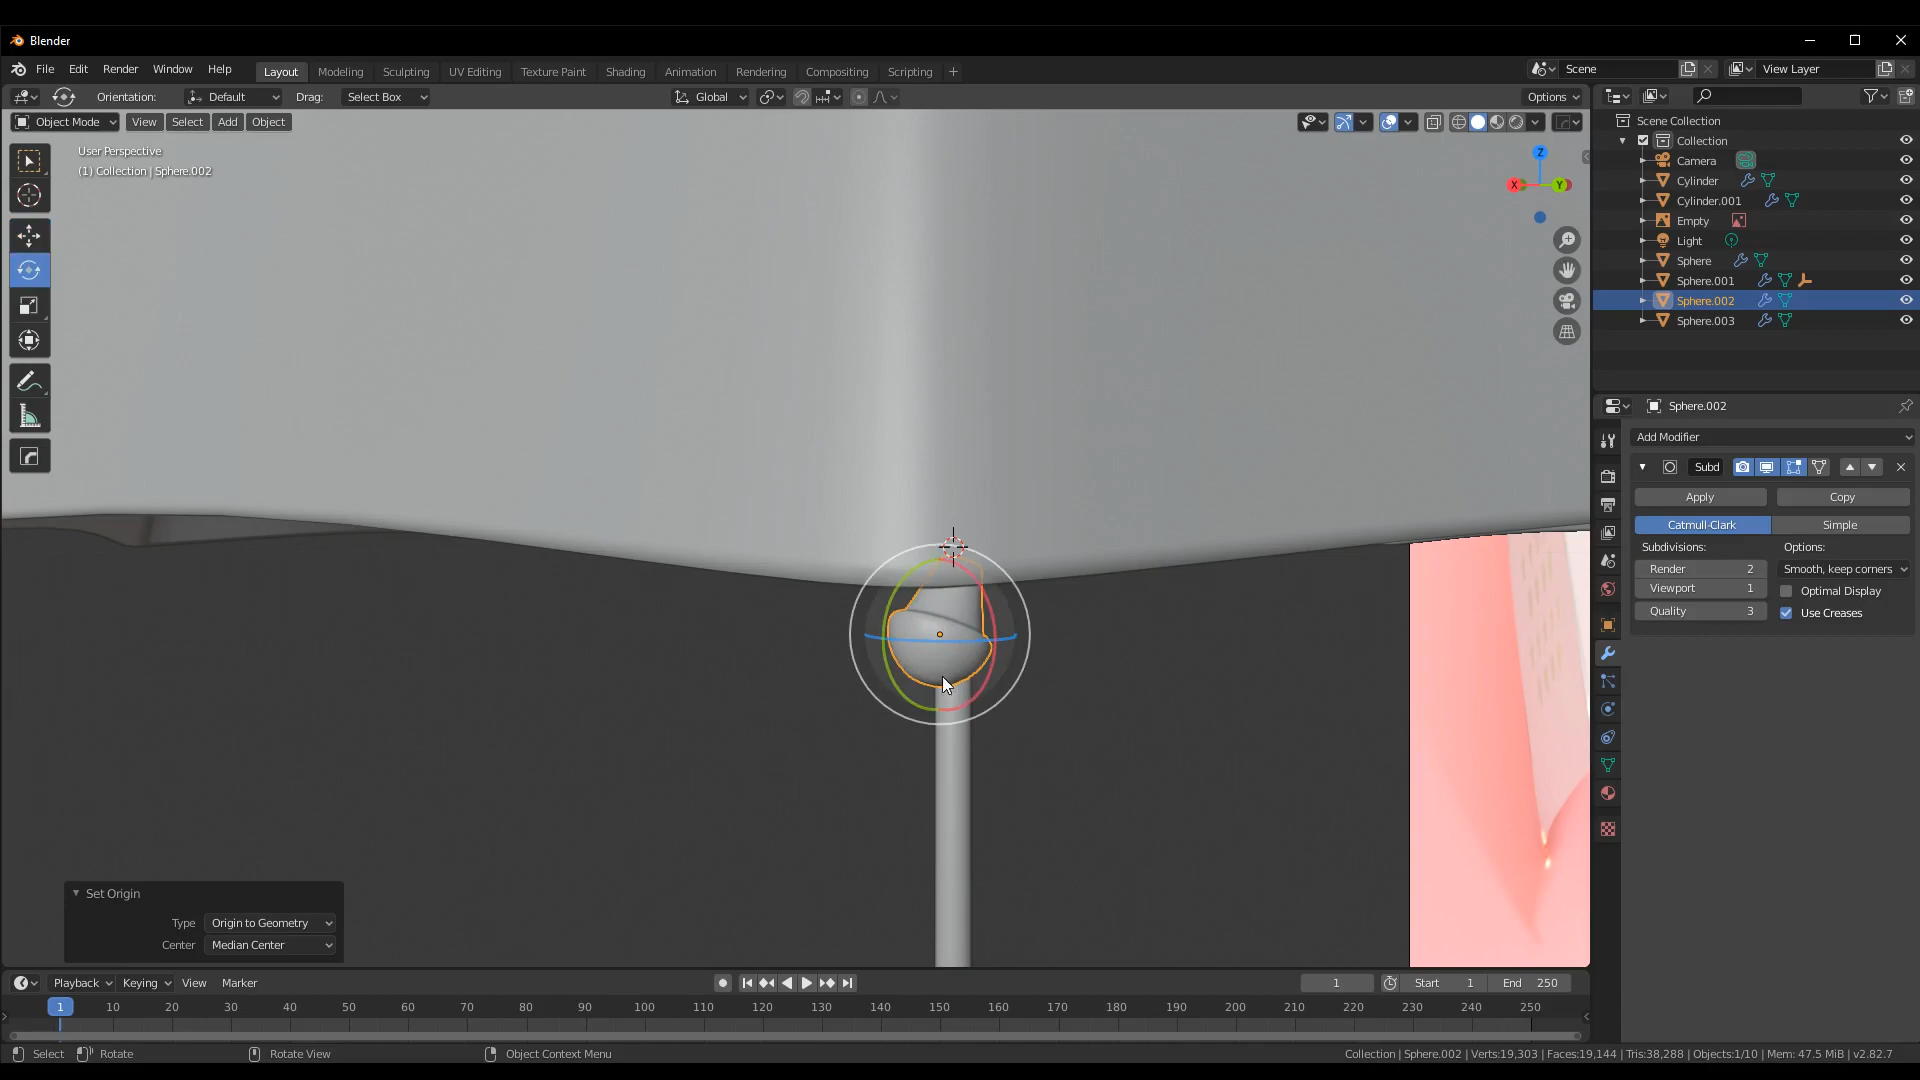 Blender
File Edit Render Window Help
Layout Modeling Sculpting UV Editing Texture Paint Shading Animation Rendering Compositing Scripting +
Scene View Layer
Orientation: Default Drag: Select Box Global Options
Object Mode View Select Add Object
User Perspective
(1) Collection | Sphere.002
Z
X Y
Scene Collection
Collection
Camera
Cylinder
Cylinder.001
Empty
Light
Sphere
Sphere.001
Sphere.002
Sphere.003
Sphere.002
Add Modifier
Subd
Apply Copy
Catmull-Clark Simple
Subdivisions: Options:
Render 2 Smooth, keep corners
Viewport 1 Optimal Display
Quality 3 Use Creases
Set Origin
Type Origin to Geometry
Center Median Center
Playback Keying View Marker 1 Start 1 End 250
1 10 20 30 40 50 60 70 80 90 100 110 120 130 140 150 160 170 180 190 200 210 220 230 240 250
Select Rotate Rotate View Object Context Menu Collection | Sphere.002 | Verts:19,303 | Faces:19,144 | Tris:38,288 | Objects:1/10 | Mem: 47.5 MiB | v2.82.7